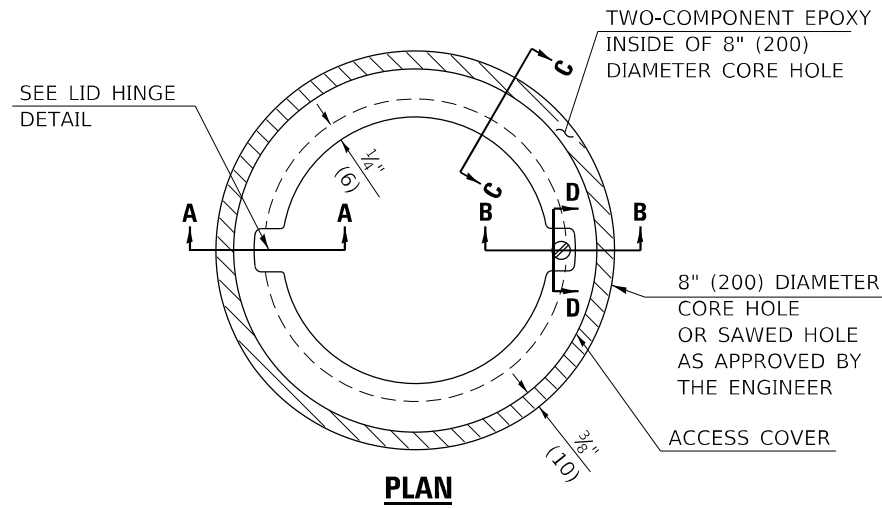 TWO-COMPONENT EPOXY
INSIDE OF 8" (200)
DIAMETER CORE HOLE
SEE LID HINGE
DETAIL
C
C
1/4"
(6)
A
A
B
B
D
D
8" (200) DIAMETER
CORE HOLE
OR SAWED HOLE
AS APPROVED BY
THE ENGINEER
ACCESS COVER
3/8"
(10)
PLAN